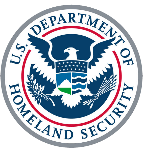 U.S. DEPARTMENT OF
HOMELAND SECURITY